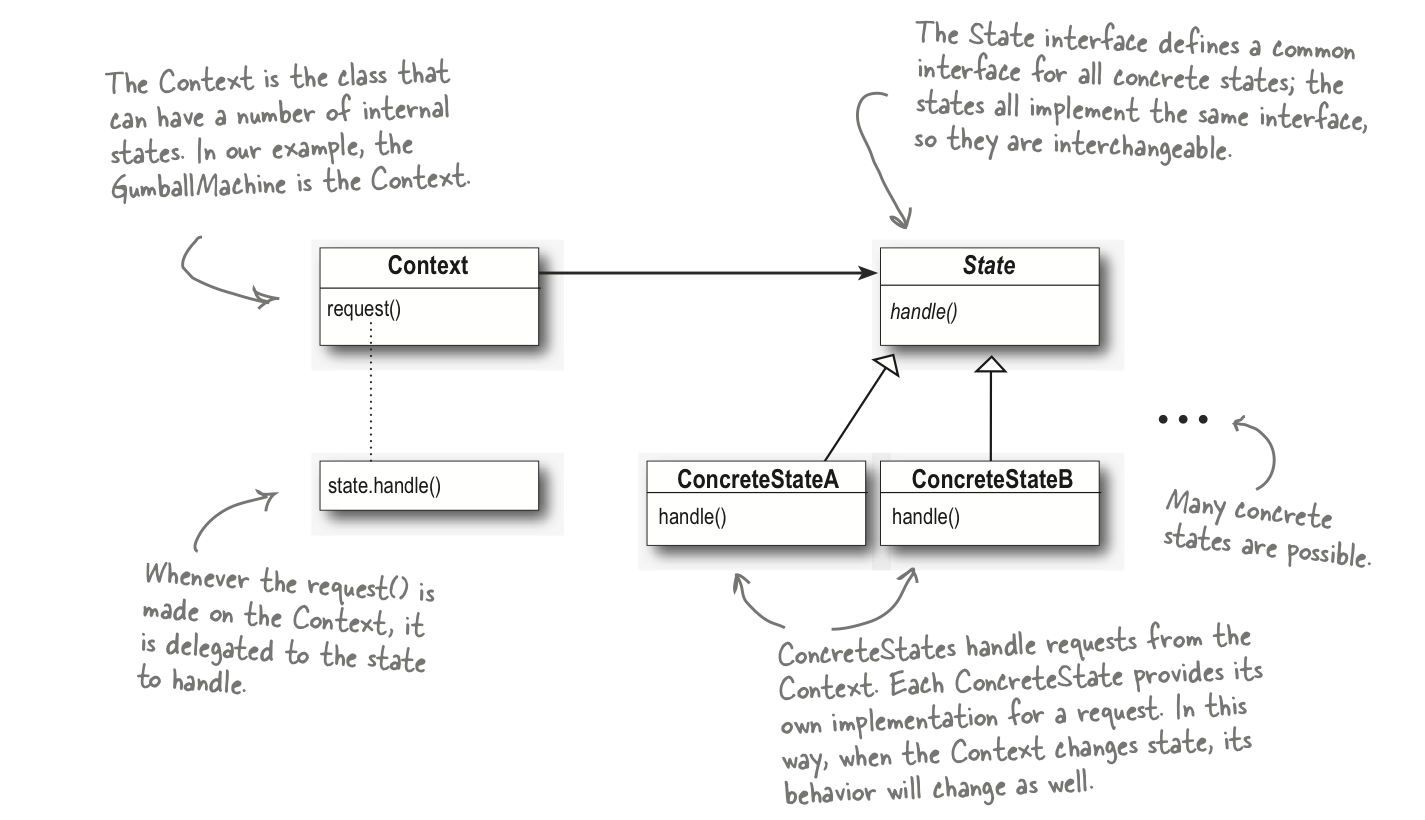 The Context is the class that
can have a number of internal
states. In our example, the
GumballMachine is the Context.
The State interface defines a common
interface for all concrete states; the
states all implement the same interface,
so they are interchangeable.
Context
request()
State
handle()
state.handle()
ConcreteStateA
handle()
ConcreteStateB
handle()
Many concrete
states are possible.
Whenever the request() is
made on the Context, it
is delegated to the state
to handle.
ConcreteStates handle requests from the
Context. Each ConcreteState provides its
own implementation for a request. In this
way, when the Context changes state, its
behavior will change as well.